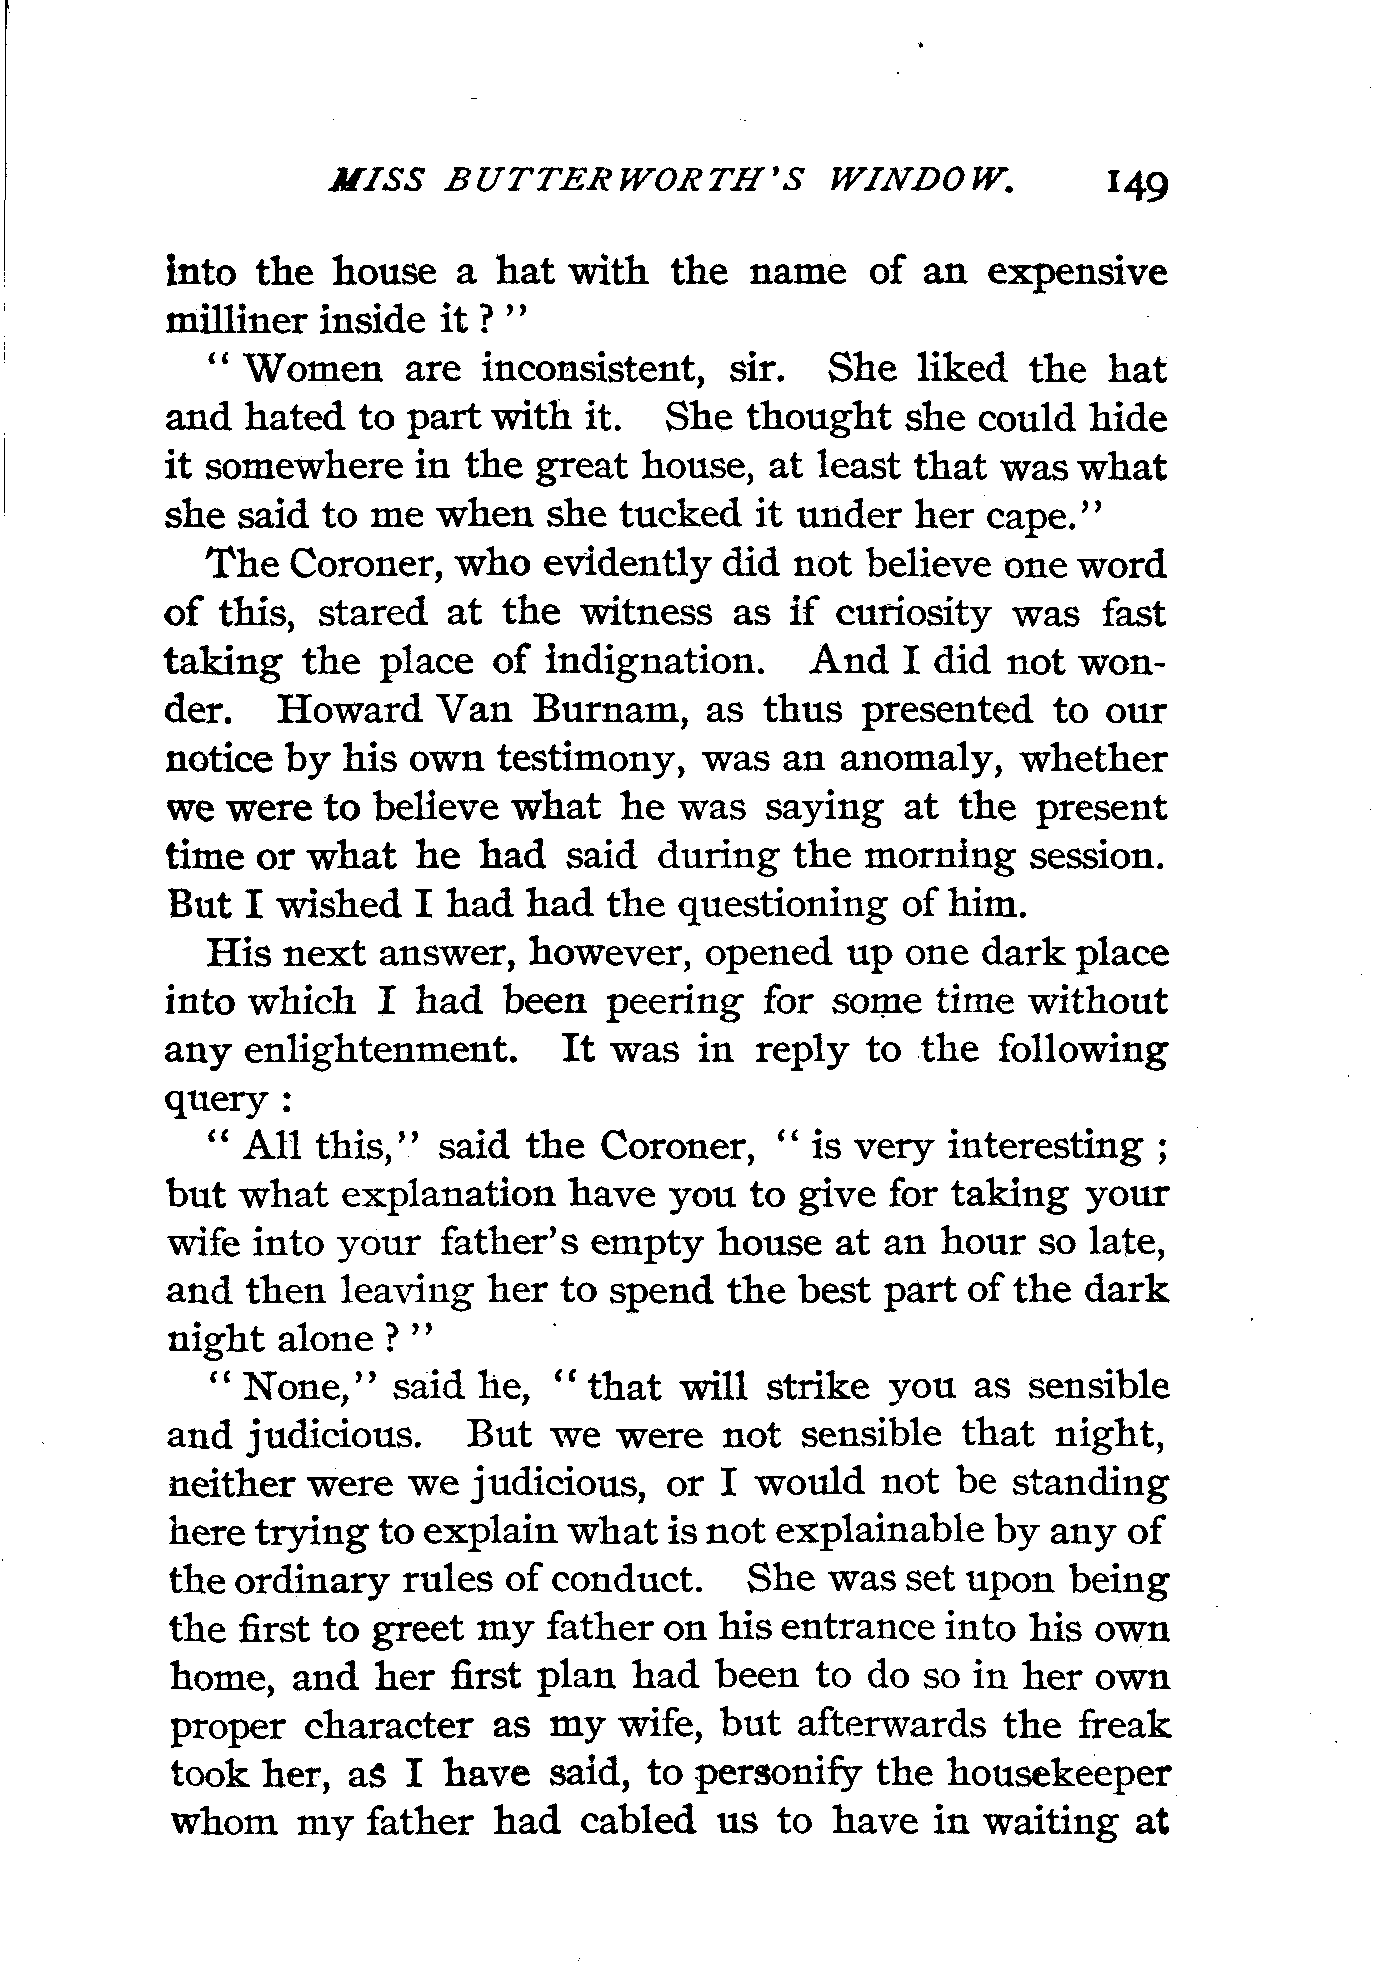 MISS BUTTERWORTH'S WINDOW. 149
into the house a hat with the name of an expensive
milliner inside it ? "
" Women are inconsistent, sir. She liked the hat
and hated to part with it. She thought she could hide
it somewhere in the great house, at least that was what
she said to me when she tucked it under her cape."
The Coroner, who evidently did not believe one word
of this, stared at the witness as if curiosity was fast
taking the place of indignation. And I did not won-
der. Howard Van Burnam, as thus presented to our
notice by his own testimony, was an anomaly, whether
we were to believe what he was saying at the present
time or what he had said during the morning session.
But I wished I had had the questioning of him.
His next answer, however, opened up one dark place
into which I had been peering for some time without
any enlightenment. It was in reply to the following
query :
" All this," said the Coroner, " is very interesting ;
but what explanation have you to give for taking your
wife into your father's empty house at an hour so late,
and then leaving her to spend the best part of the dark
night alone ? "
" None," said he, " that will strike you as sensible
and judicious. But we were not sensible that night,
neither were we judicious, or I would not be standing
here trying to explain what is not explainable by any of
the ordinary rules of conduct. She was set upon being
the first to greet my father on his entrance into his own
home, and her first plan had been to do so in her own
proper character as my wife, but afterwards the freak
took her, as I have said, to personify the housekeeper
whom my father had cabled us to have in waiting at